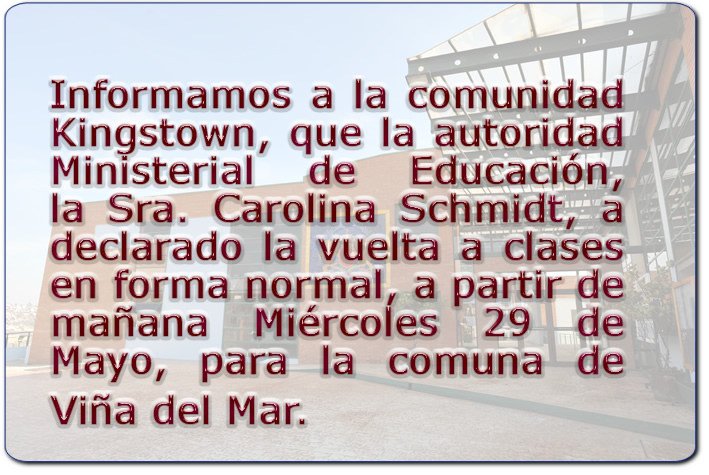 Informamos a la comunidad
Kingstown, que la autoridad
Ministerial de Educación,
la Sra. Carolina Schmidt, a
declarado la vuelta a clases
en forma normal, a partir de
mañana Miércoles 29 de
Mayo, para la comuna de
Viña del Mar.